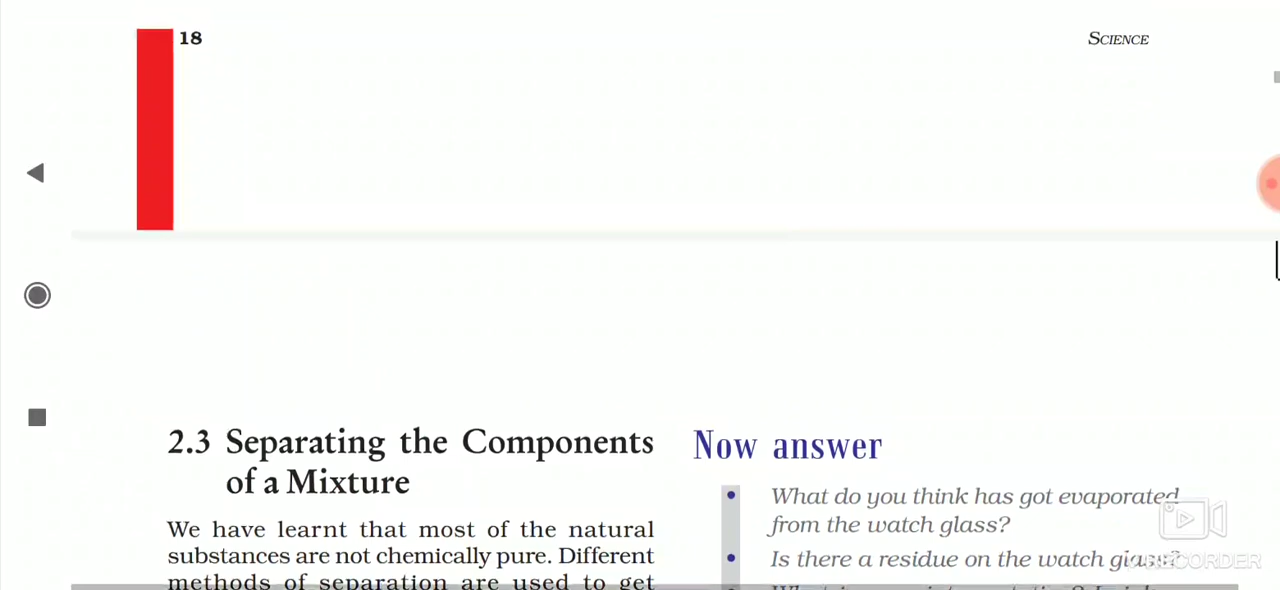 18
SCIENCE
2.3 Separating the Components
of a Mixture
We have learnt that most of the natural
substances are not chemically pure. Different
methods of separation are used to get
Now answer
• What do you think has got evaporated
from the watch glass?
• Is there a residue on the watch glass?
RECORDER